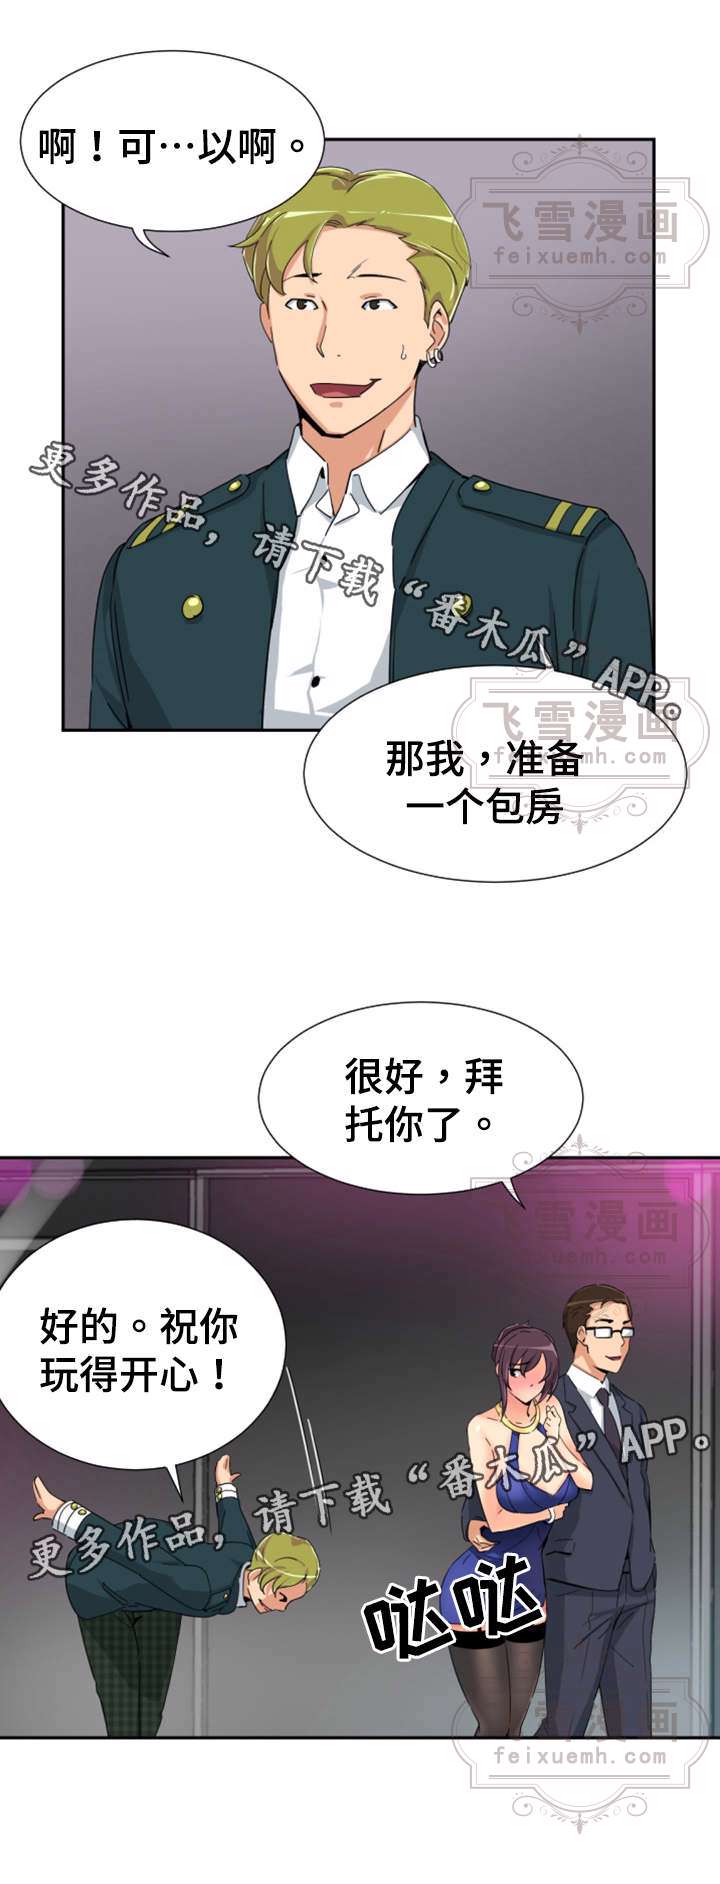 啊！可…以啊。
飞雪漫画
feixuemh.com
更多作品，请下载“番木瓜”APP。
飞雪漫画
feixuemh.com
那我，准备
一个包房
很好，拜
托你了。
飞雪漫画
feixuemh.com
好的。祝你
玩得开心！
更多作品，请下载“番木瓜”APP。
哒哒
飞雪漫画
feixuemh.com